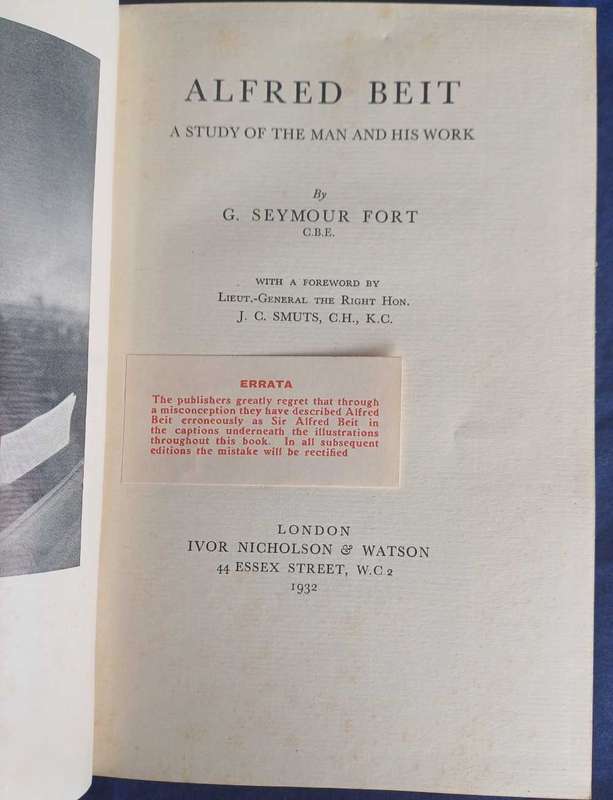 ALFRED BEIT
A STUDY OF THE MAN AND HIS WORK
By
G. SEYMOUR FORT
C.B.E.
WITH A FOREWORD BY
LIEUT.-GENERAL THE RIGHT HON.
J. C. SMUTS, C.H., K.C.
ERRATA
The publishers greatly regret that through
a misconception they have described Alfred
Beit erroneously as Sir Alfred Beit in
the captions underneath the illustrations
throughout this book. In all subsequent
editions the mistake will be rectified
LONDON
IVOR NICHOLSON & WATSON
44 ESSEX STREET, W.C 2
1932